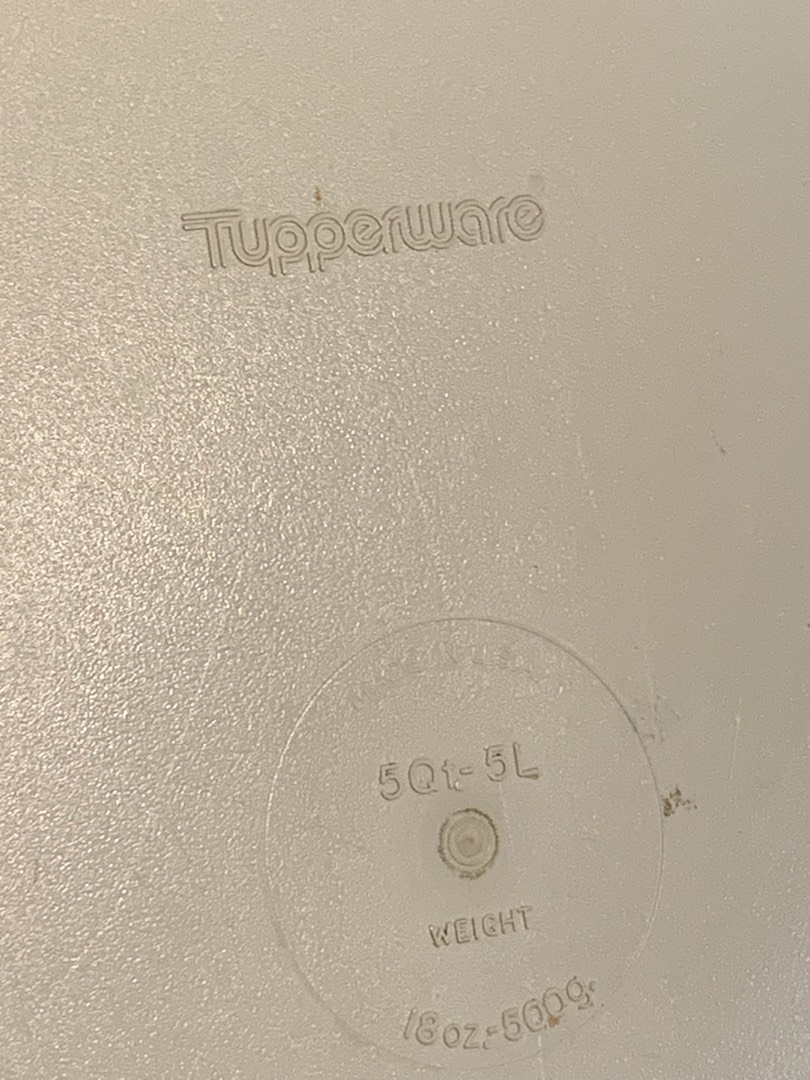 Tupperware
5Qt-5L
WEIGHT
18oz.-500g.